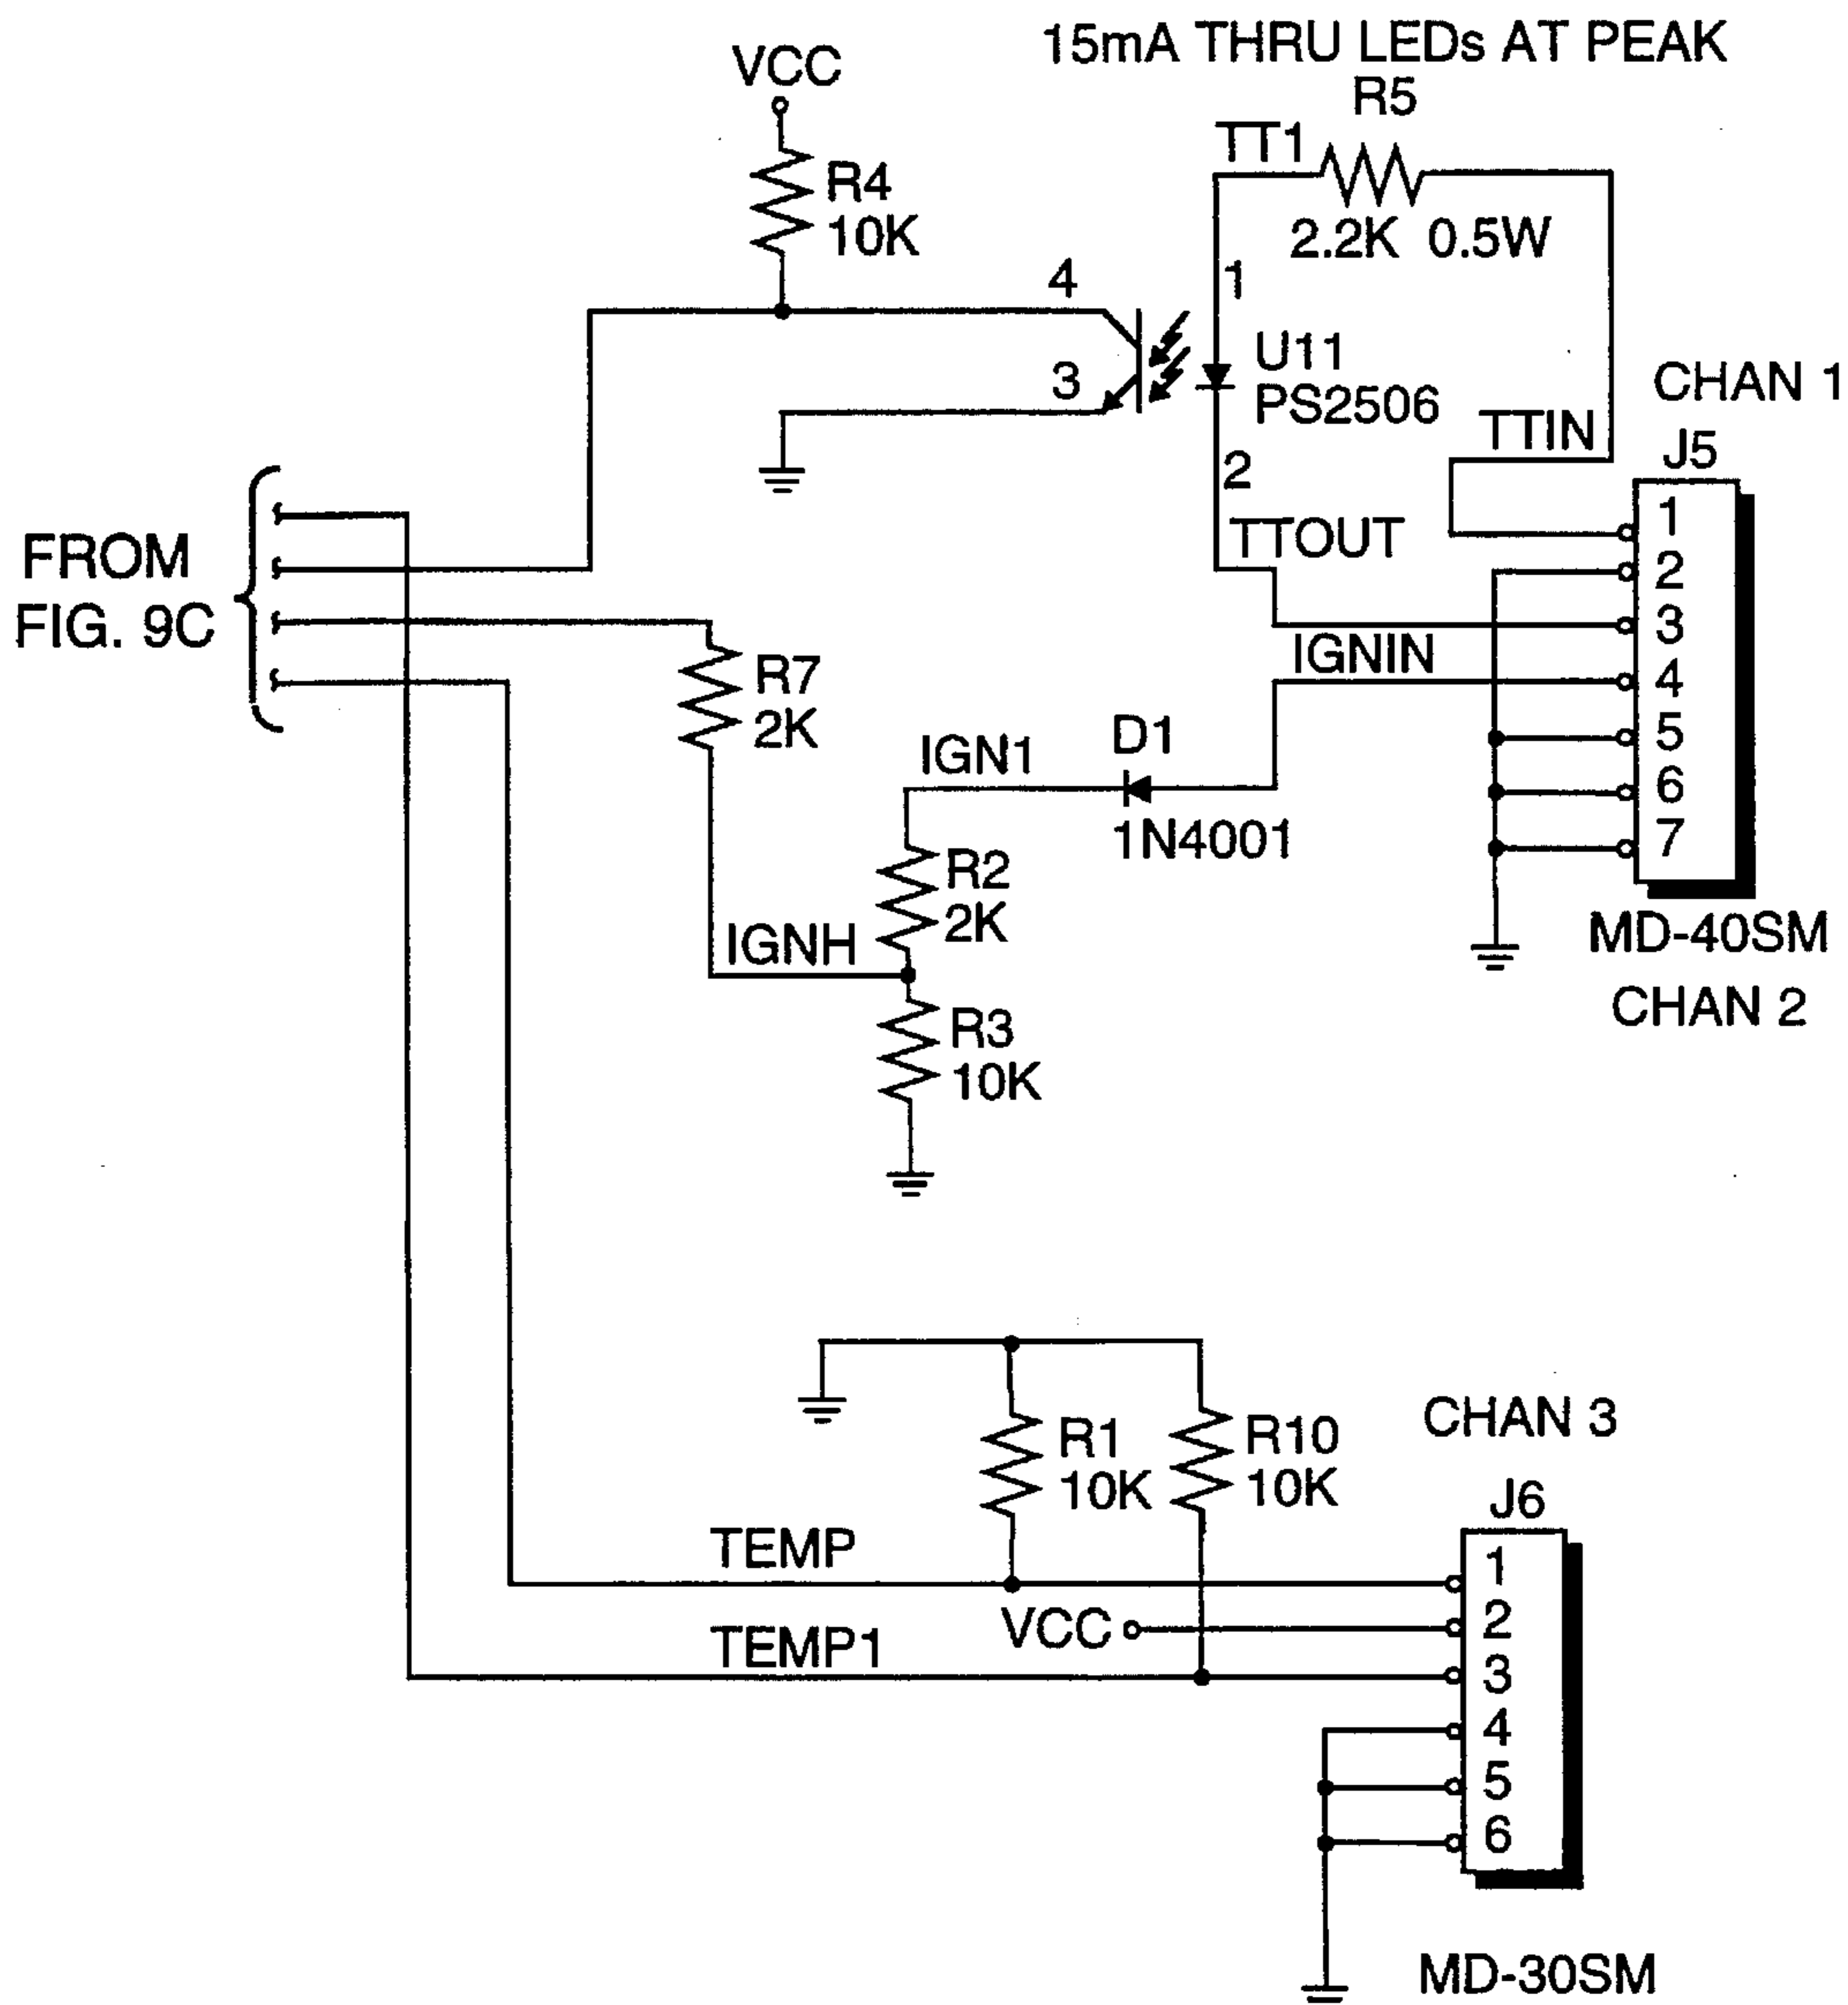 15mA THRU LEDs AT PEAK
VCC
R5
TT1
R4
10K
2.2K 0.5W
4
1
U11
PS2506
3
CHAN 1
TTIN
J5
2
TTOUT
1
2
3
4
5
6
7
FROM
FIG. 9C
IGNIN
R7
2K
D1
IGN1
1N4001
R2
2K
IGNH
MD-40SM
CHAN 2
R3
10K
CHAN 3
R1
10K
R10
10K
J6
TEMP
VCC
TEMP1
1
2
3
4
5
6
MD-30SM